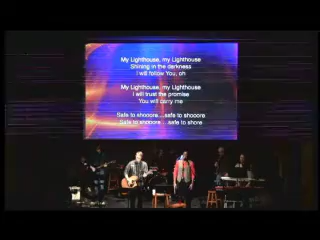 My Lighthouse, my Lighthouse
Shining in the darkness
I will follow You, oh
My Lighthouse, my Lighthouse
I will trust the promise
You will carry me
Safe to shooore...safe to shooore
Safe to shooore...safe to shore